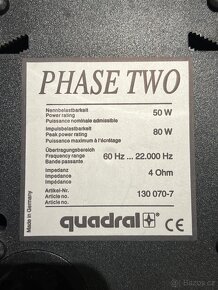 PHASE TWO
Nennbelastbarkeit
Power rating 50 W
Puissance nominale admissible
Impulsbelastbarkeit
Peak power rating 80 W
Puissance maximum à l'écrêtage
Übertragungsbereich
Frequency range 60 Hz ... 22.000 Hz
Bande passante
Impedanz
Impedance 4 Ohm
Impédance
Artikel-Nr.
Article no. 130 070-7
Article no.
Made in Germany
quadral CE